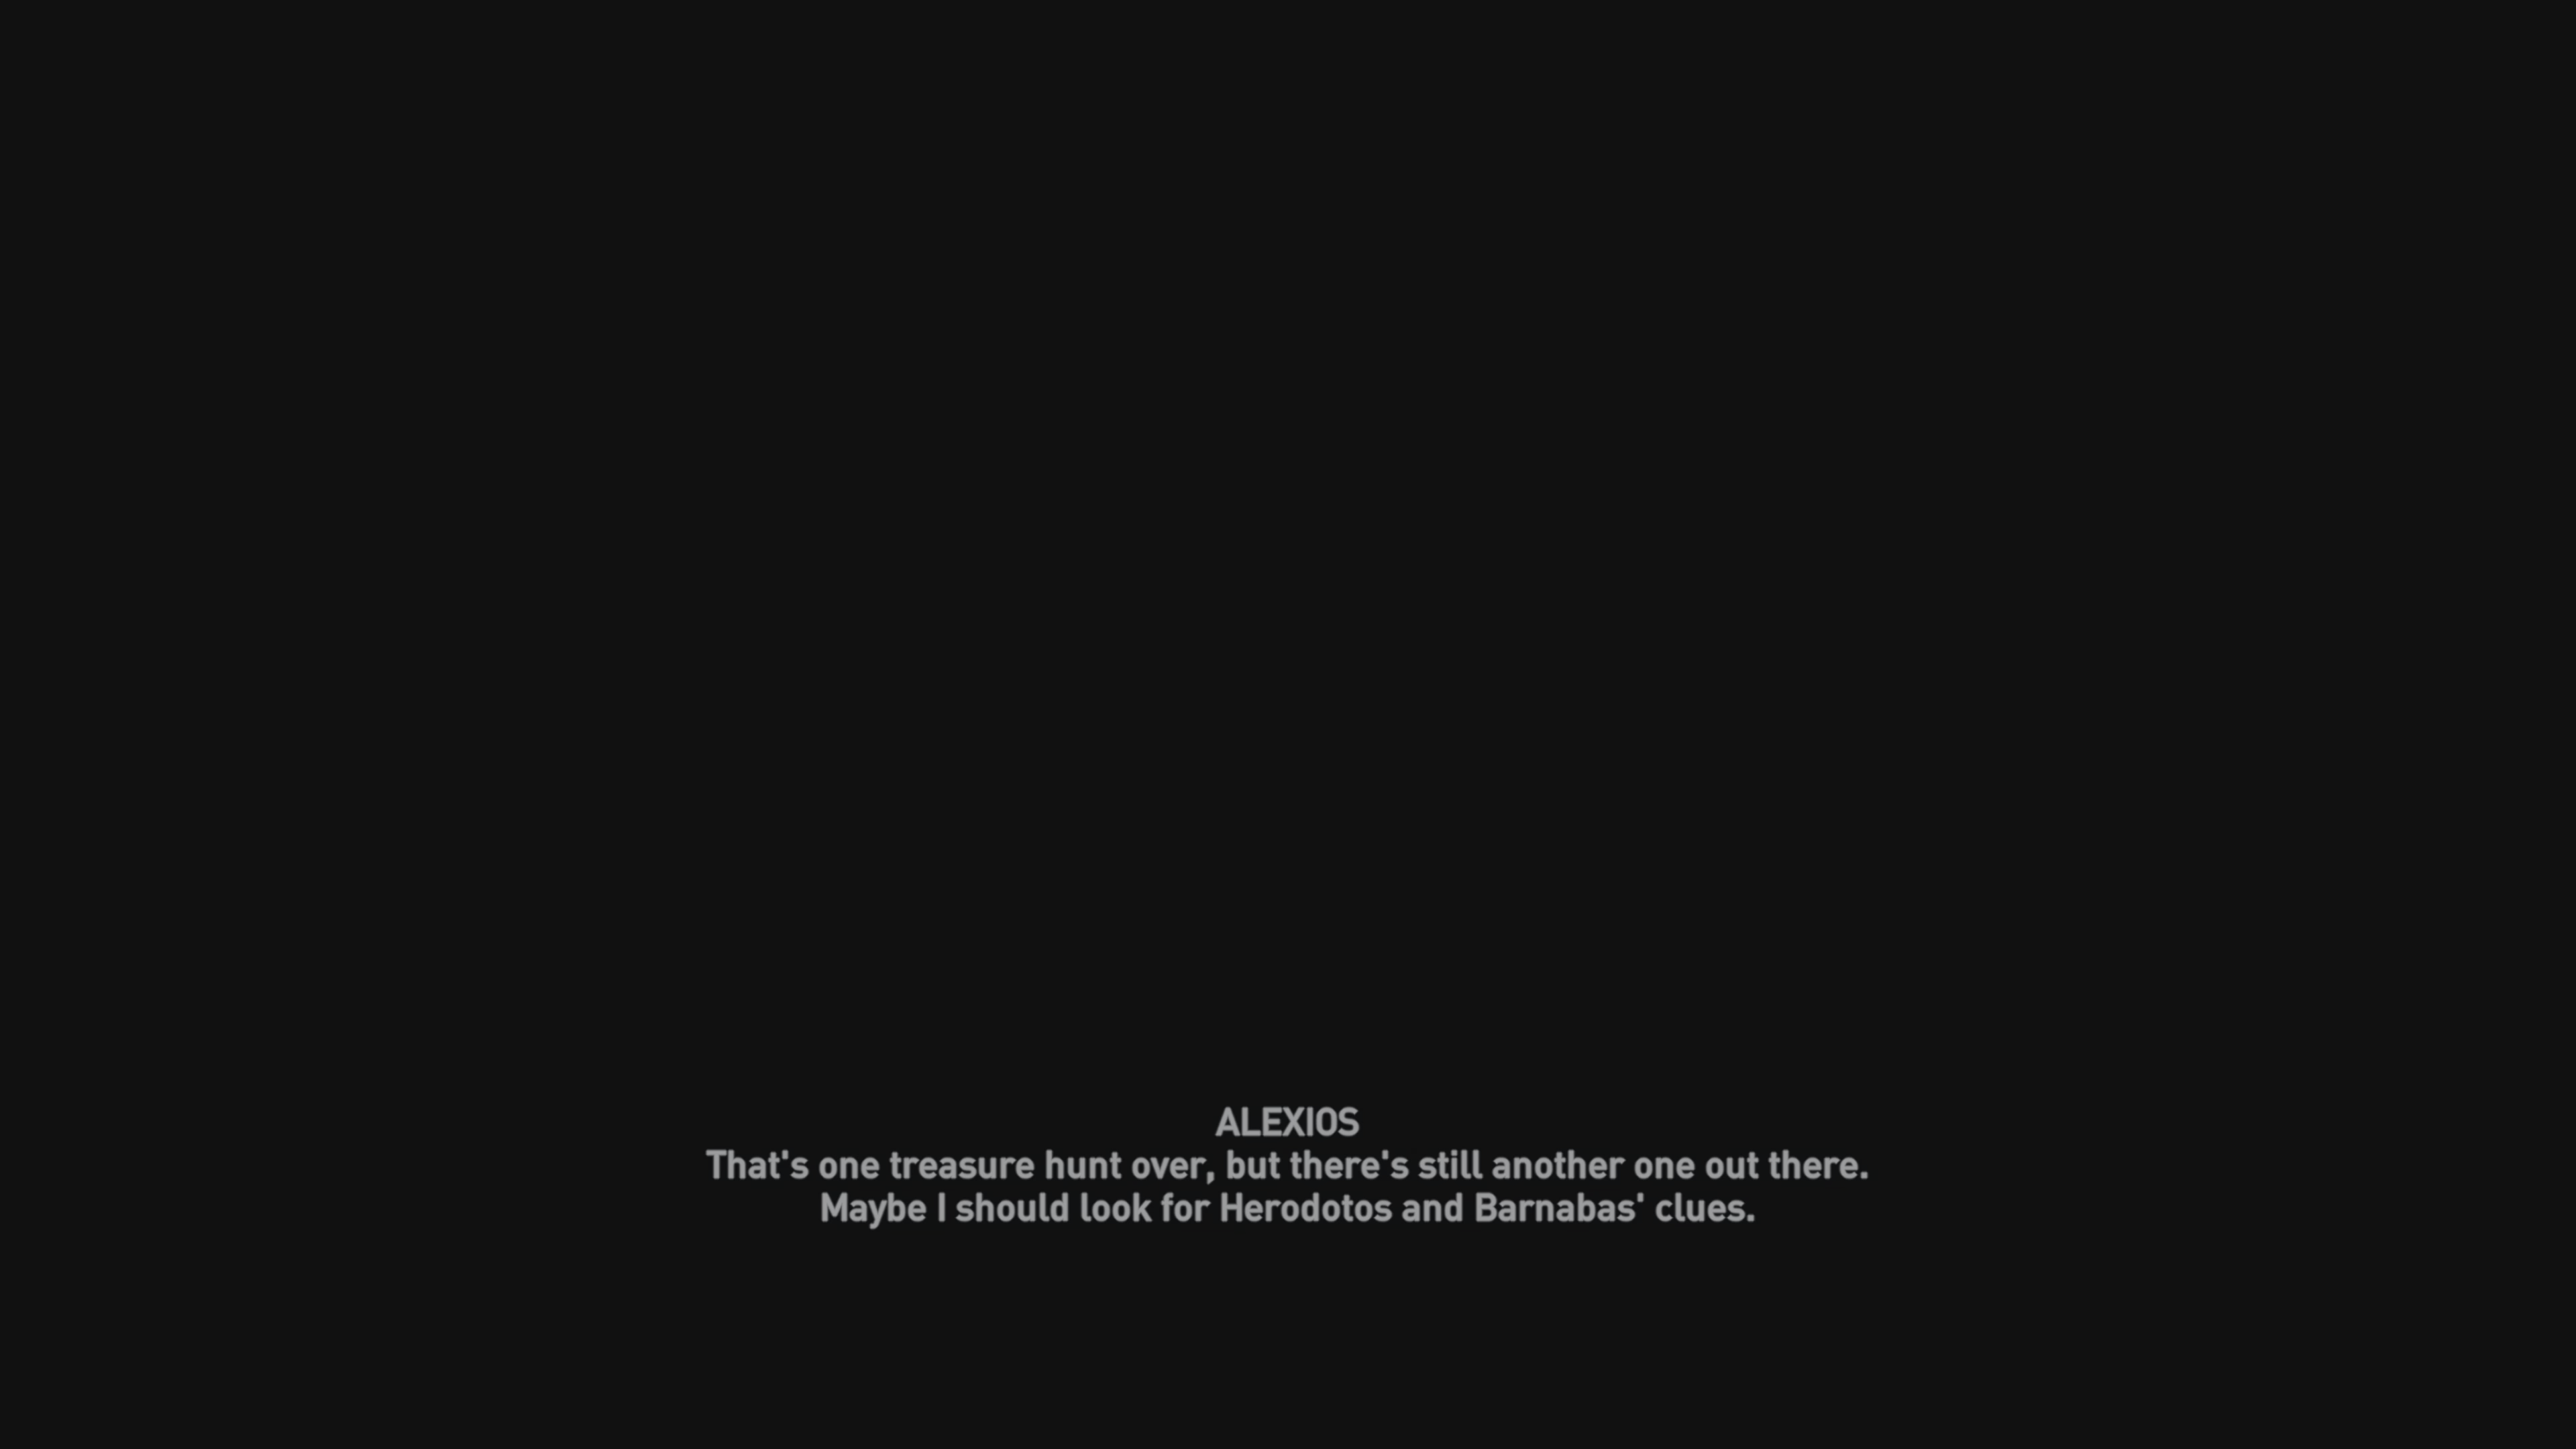 ALEXIOS
That's one treasure hunt over, but there's still another one out there.
Maybe I should look for Herodotos and Barnabas' clues.